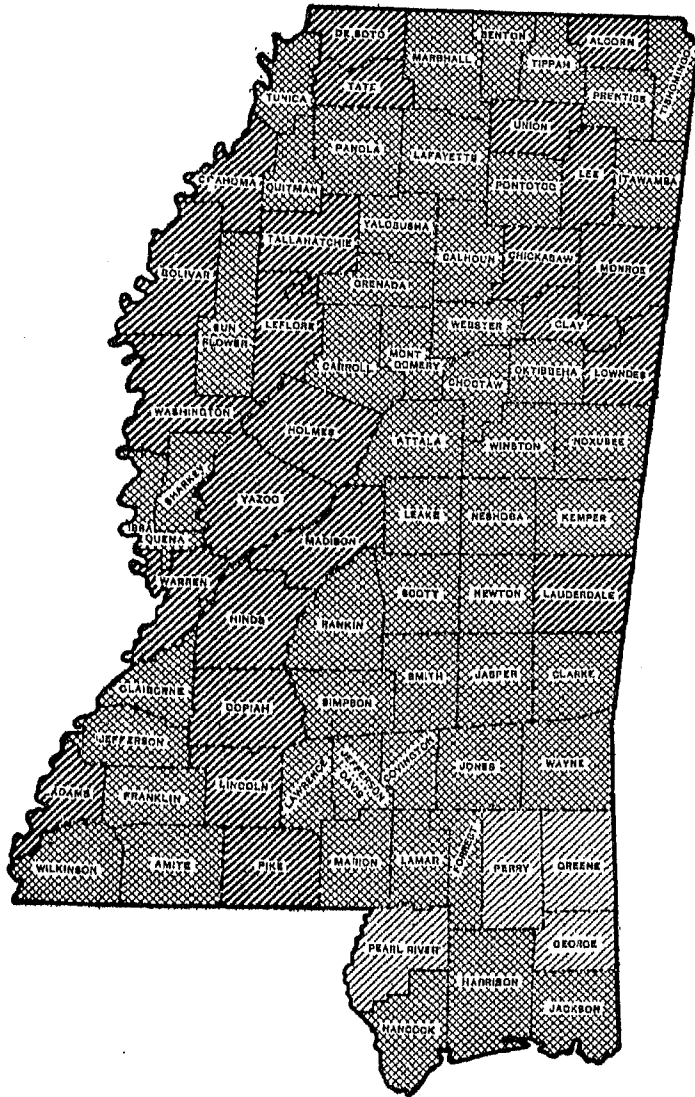 DE SOTO
MARSHALL
BENTON
TIPPAH
ALCORN
TISHOMINGO
PRENTISS
TATE
TUNICA
UNION
PANOLA
LAFAYETTE
LEE
ITAWAMBA
COAHOMA
QUITMAN
PONTOTOC
YALOBUSHA
TALLAHATCHIE
CALHOUN
CHICKASAW
MONROE
BOLIVAR
GRENADA
SUN
FLOWER
LEFLORE
WEBSTER
CLAY
MONT
GOMERY
CARROLL
CHOCTAW
OKTIBBEHA
LOWNDES
WASHINGTON
HOLMES
ATTALA
WINSTON
NOXUBEE
SHARKEY
YAZOO
LEAKE
NESHOBA
KEMPER
ISSA
QUENA
MADISON
WARREN
SCOTT
NEWTON
LAUDERDALE
HINDS
RANKIN
SMITH
JASPER
CLARKE
CLAIBORNE
COPIAH
SIMPSON
JEFFERSON
LAWRENCE
JEFFERSON
DAVIS
COVINGTON
JONES
WAYNE
ADAMS
FRANKLIN
LINCOLN
WILKINSON
AMITE
PIKE
MARION
LAMAR
FORREST
PERRY
GREENE
PEARL RIVER
GEORGE
HARRISON
HANCOCK
JACKSON